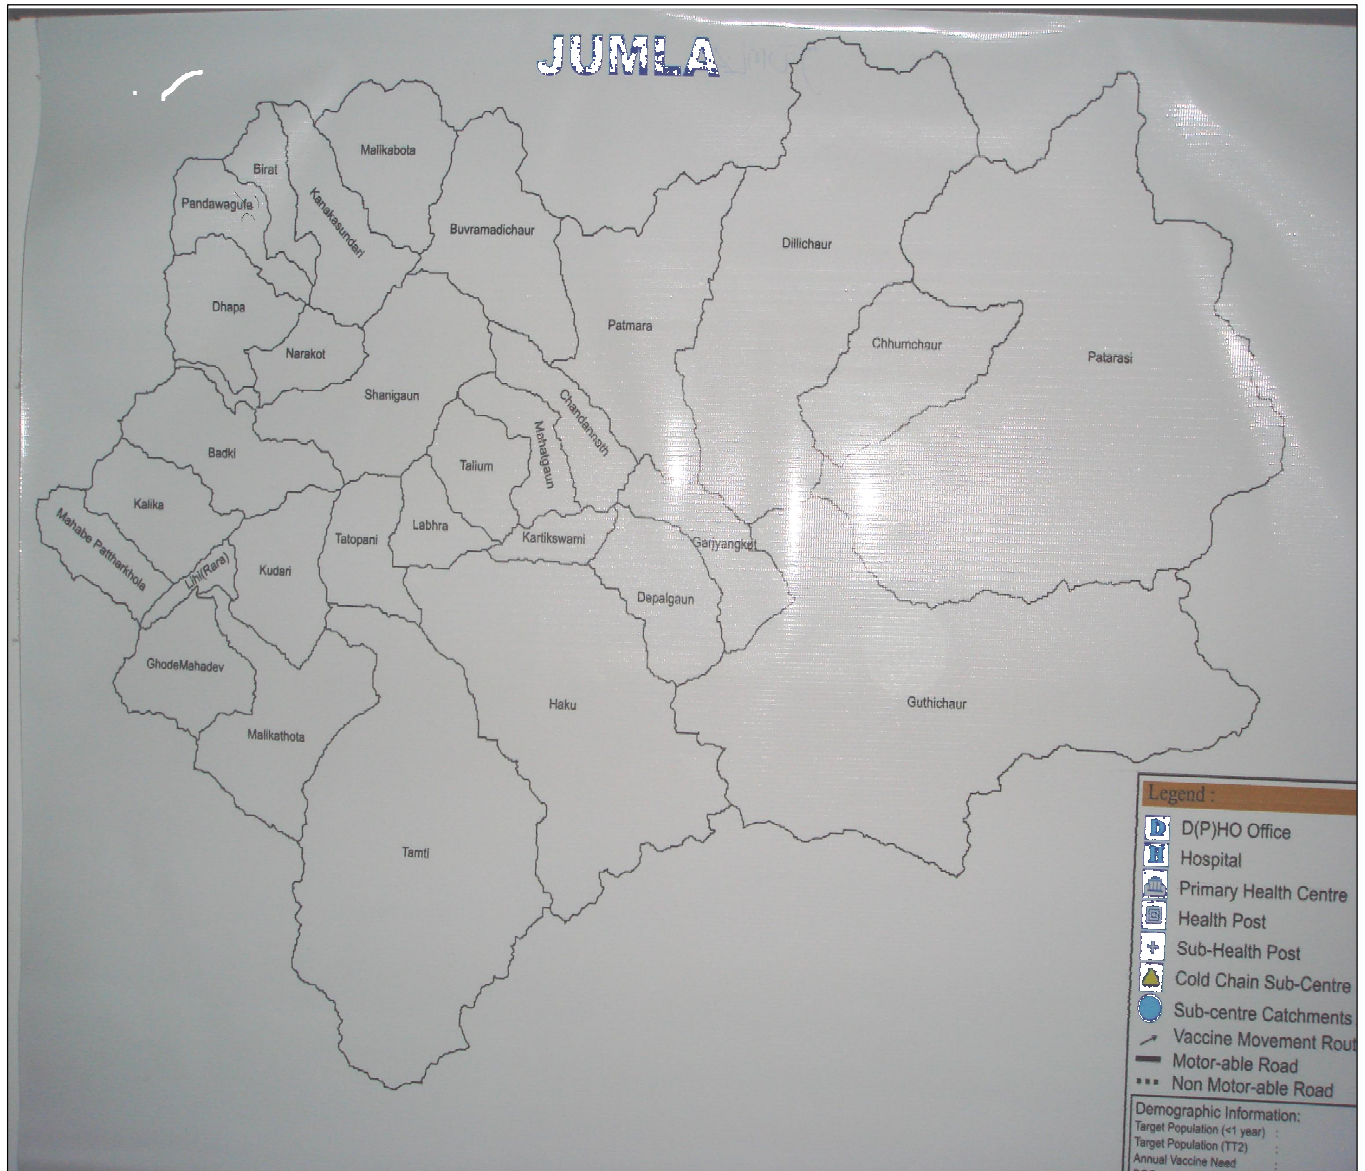 JUMLA
Malikabota
Birat
Pandawagufa
Kanakasundari
Buvramadichaur
Dillichaur
Dhapa
Patmara
Narakot
Chhumchaur
Patarasi
Shanigaun
Chandannath
Badki
Talium
Mahatgaun
Kalika
Mahabe Pattharkhola
Tatopani
Labhra
Kartikswami
Garjyangkot
Lihi(Rara)
Kudari
Depalgaun
GhodeMahadev
Haku
Guthichaur
Malikathota
Tamti
Legend :
D(P)HO Office
H Hospital
Primary Health Centre
Health Post
Sub-Health Post
Cold Chain Sub-Centre
Sub-centre Catchments
Vaccine Movement Rout
Motor-able Road
Non Motor-able Road
Demographic Information:
Target Population (<1 year) :
Target Population (TT2) :
Annual Vaccine Need :